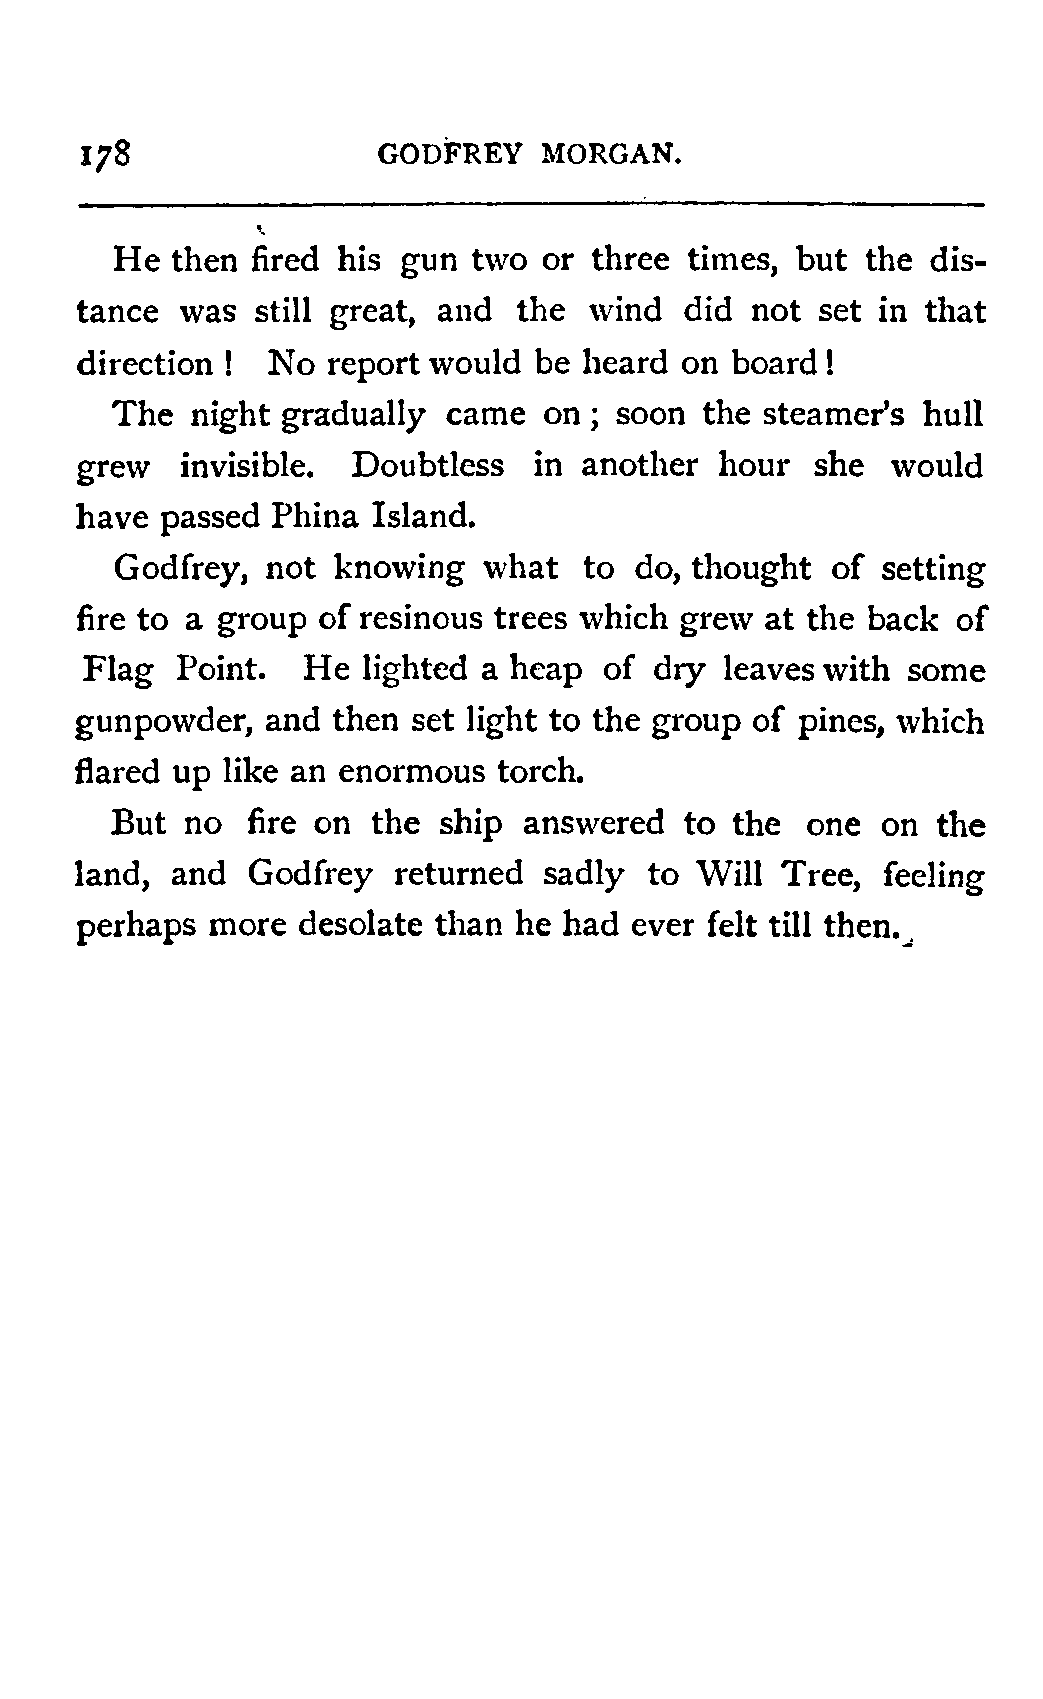 178 GODFREY MORGAN.
He then fired his gun two or three times, but the dis-
tance was still great, and the wind did not set in that
direction ! No report would be heard on board !
The night gradually came on ; soon the steamer's hull
grew invisible. Doubtless in another hour she would
have passed Phina Island.
Godfrey, not knowing what to do, thought of setting
fire to a group of resinous trees which grew at the back of
Flag Point. He lighted a heap of dry leaves with some
gunpowder, and then set light to the group of pines, which
flared up like an enormous torch.
But no fire on the ship answered to the one on the
land, and Godfrey returned sadly to Will Tree, feeling
perhaps more desolate than he had ever felt till then.